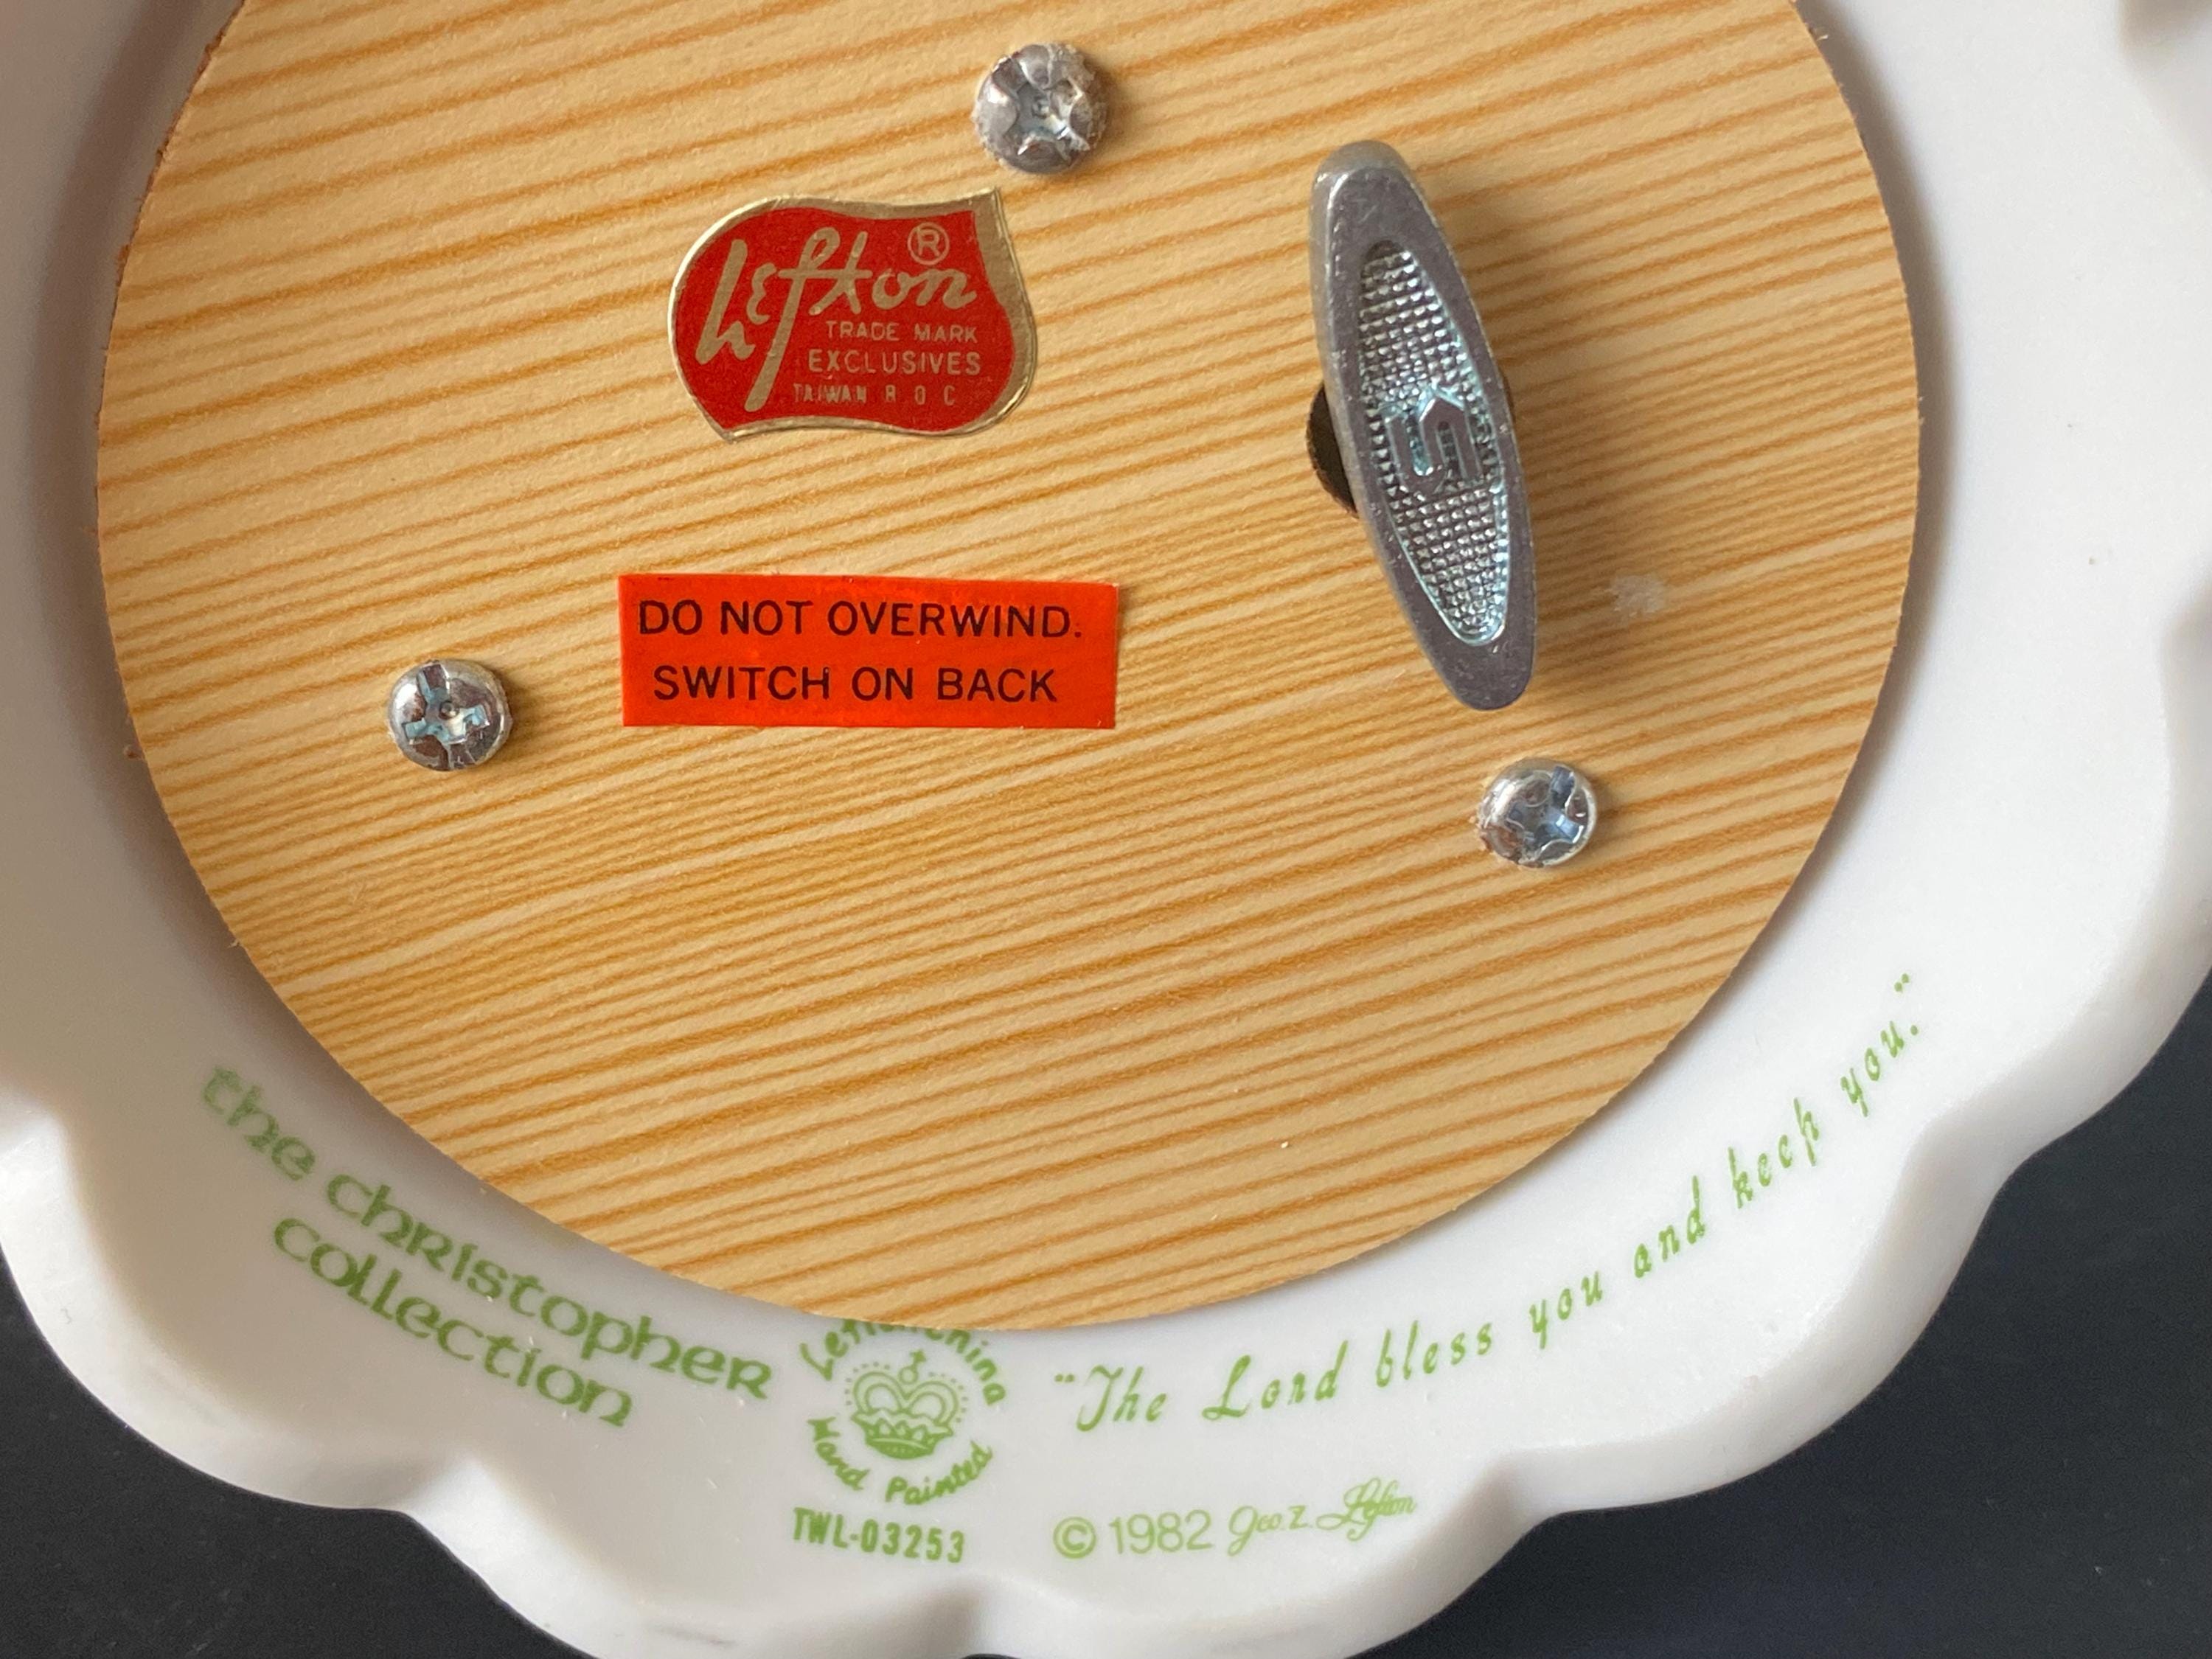 Lefton ®
TRADE MARK
EXCLUSIVES
TAIWAN R O C
S
DO NOT OVERWIND.
SWITCH ON BACK
the christopher
collection
Lefton China
Hand Painted
TWL-03253
"The Lord bless you and keep you."
© 1982 Geo. Z. Lefton